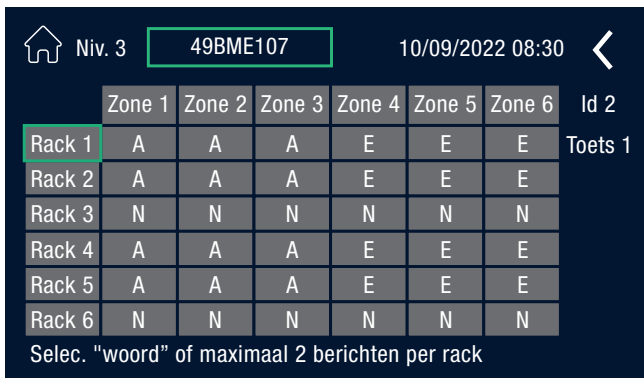 Niv. 3 49BME107 10/09/2022 08:30
Zone 1 Zone 2 Zone 3 Zone 4 Zone 5 Zone 6 Id 2
Rack 1 A A A E E E Toets 1
Rack 2 A A A E E E
Rack 3 N N N N N N
Rack 4 A A A E E E
Rack 5 A A A E E E
Rack 6 N N N N N N
Selec. "woord” of maximaal 2 berichten per rack